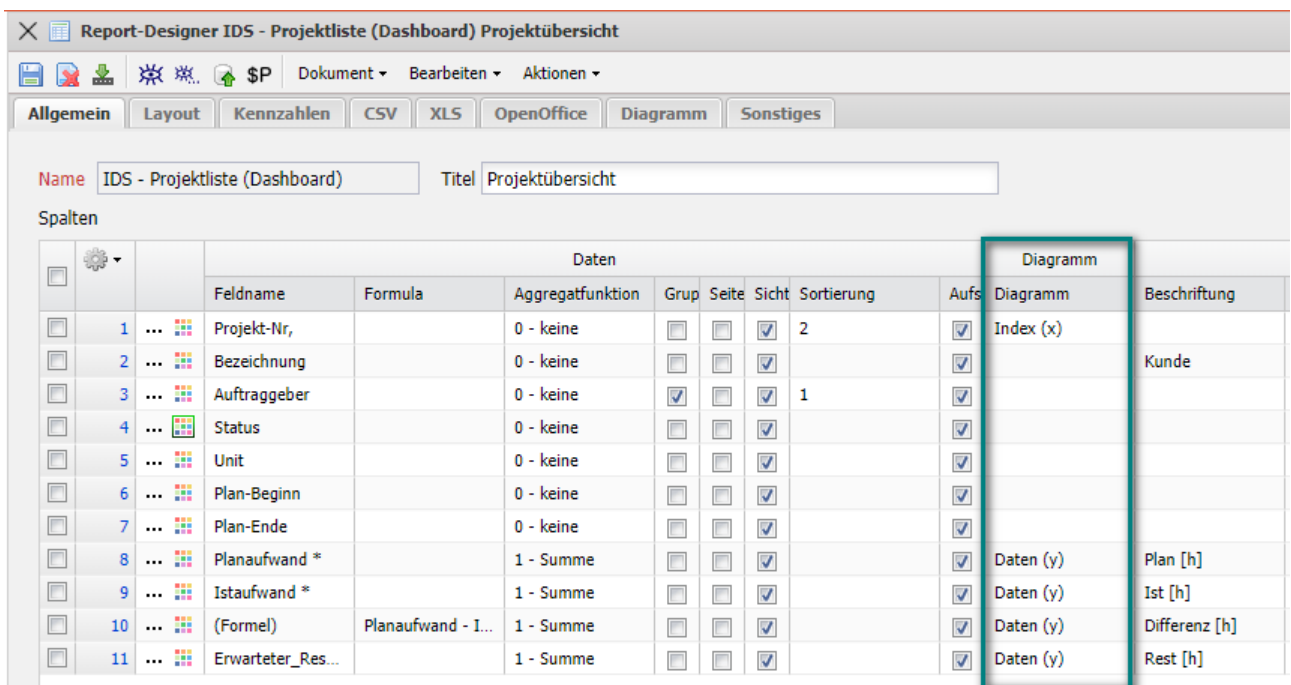 Report-Designer IDS - Projektliste (Dashboard) Projektübersicht
$P Dokument Bearbeiten Aktionen
Allgemein Layout Kennzahlen CSV XLS OpenOffice Diagramm Sonstiges
Name IDS - Projektliste (Dashboard) Titel Projektübersicht
Spalten
Daten Diagramm
Feldname Formula Aggregatfunktion Grup Seite Sicht Sortierung Aufs Diagramm Beschriftung
1 ... Projekt-Nr, 0 - keine 2 Index (x)
2 ... Bezeichnung 0 - keine Kunde
3 ... Auftraggeber 0 - keine 1
4 ... Status 0 - keine
5 ... Unit 0 - keine
6 ... Plan-Beginn 0 - keine
7 ... Plan-Ende 0 - keine
8 ... Planaufwand * 1 - Summe Daten (y) Plan [h]
9 ... Istaufwand * 1 - Summe Daten (y) Ist [h]
10 ... (Formel) Planaufwand - I... 1 - Summe Daten (y) Differenz [h]
11 ... Erwarteter_Res... 1 - Summe Daten (y) Rest [h]